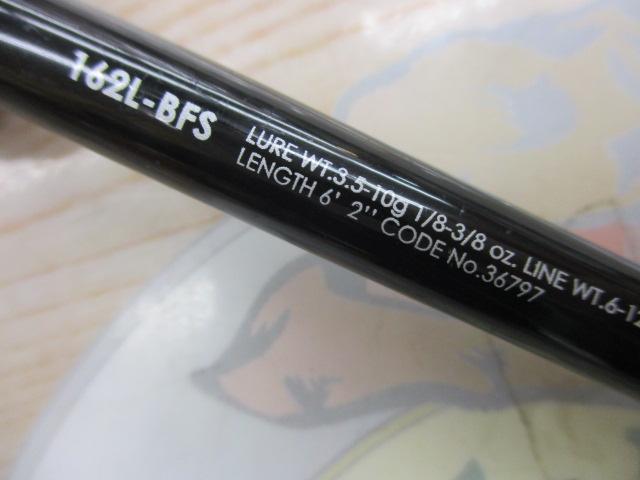 162L-BFS
LURE WT.3.5-10g 1/8-3/8 oz. LINE WT.6-12
LENGTH 6' 2'' CODE No.36797